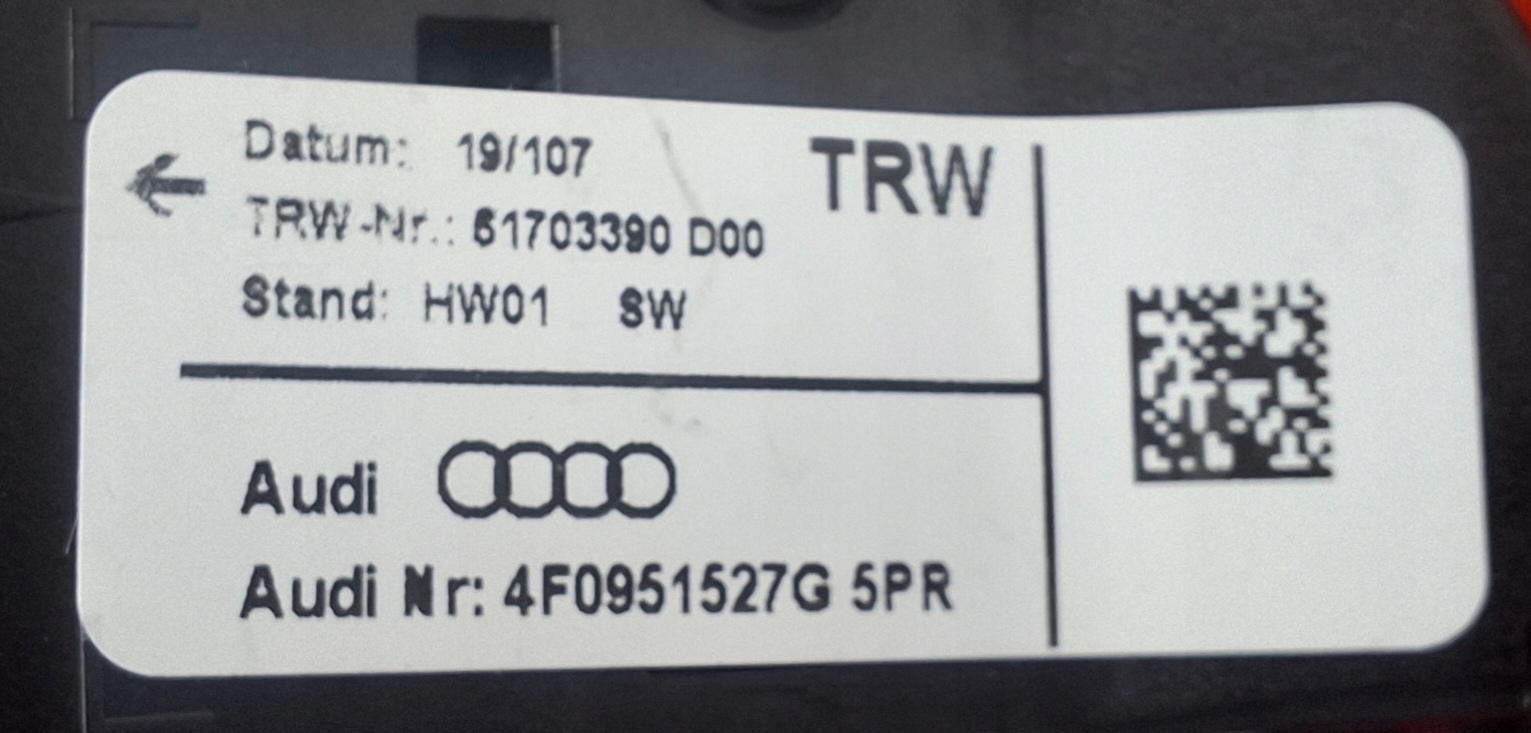 Datum: 19/107
TRW
TRW-Nr.: 61703390 D00
Stand: HW01 SW
Audi
Audi Nr: 4F0951527G 5PR